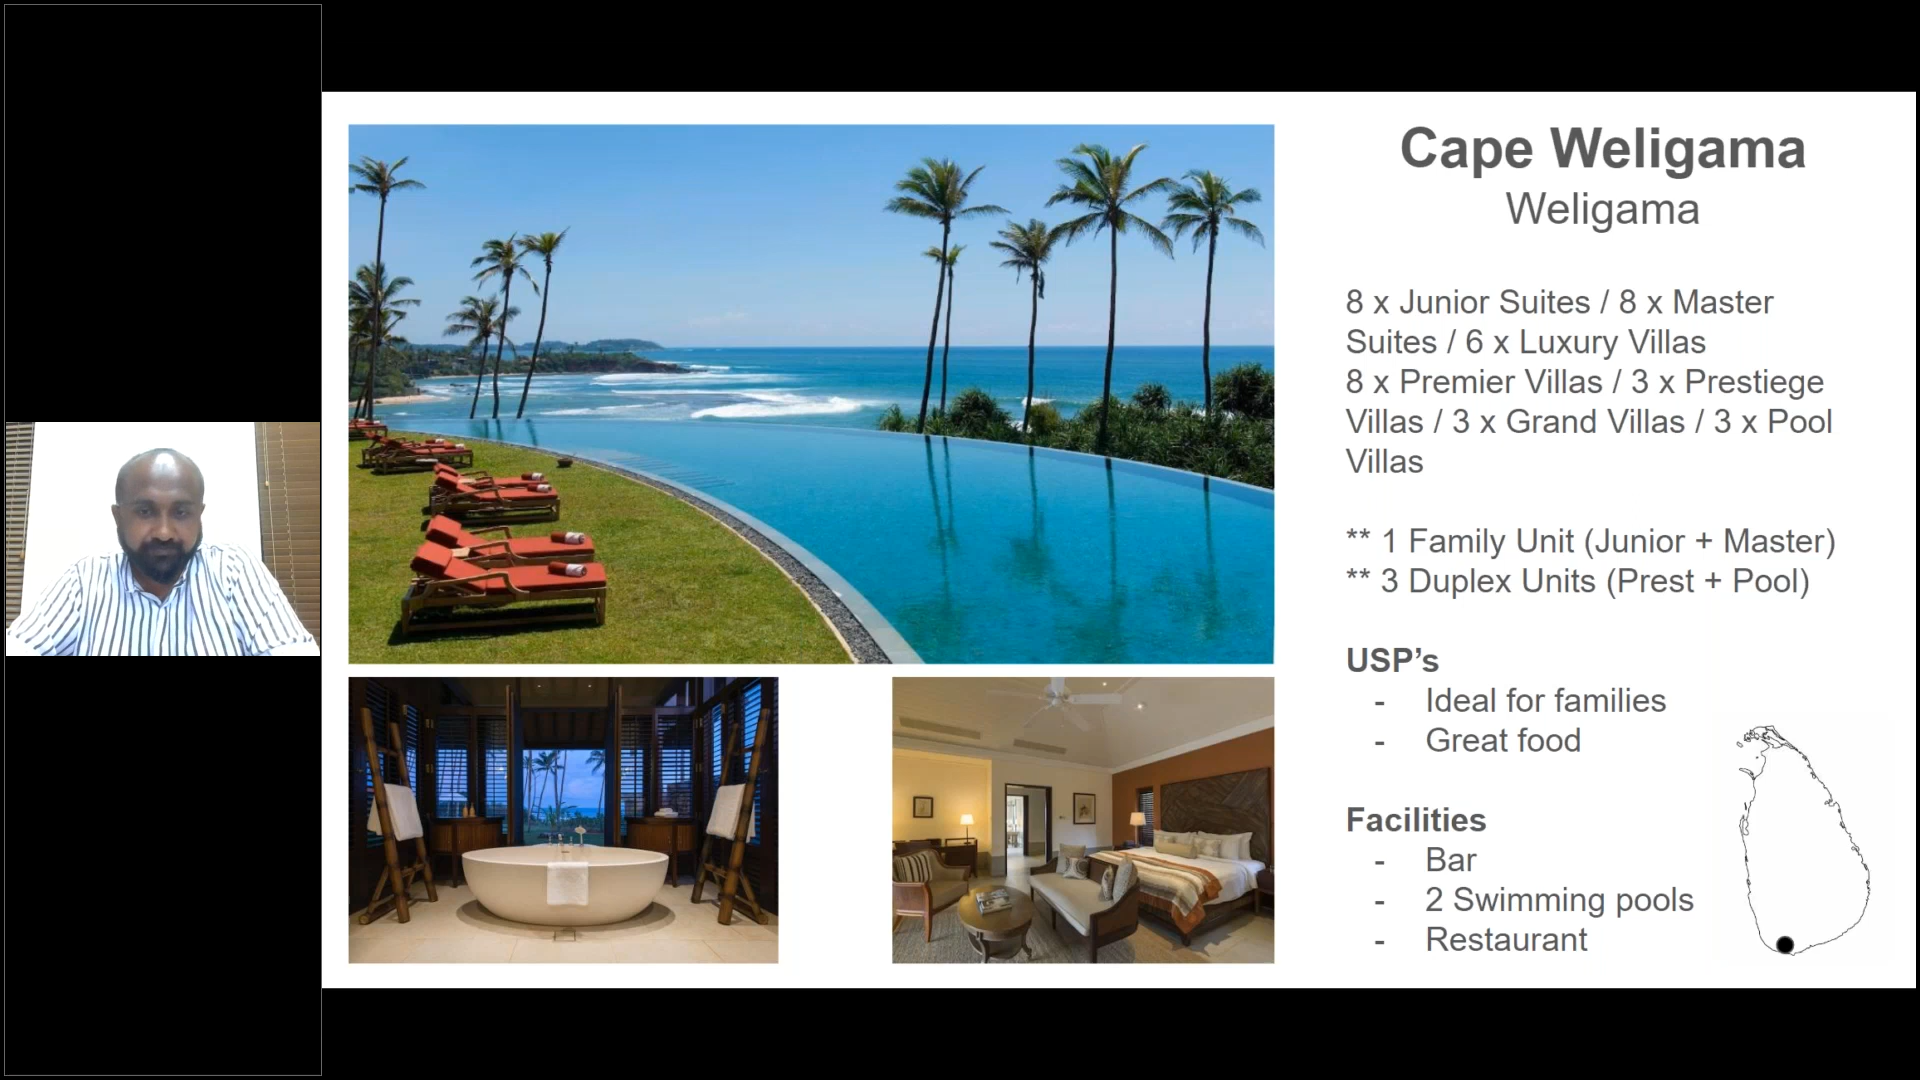 Cape Weligama
Weligama
8 x Junior Suites / 8 x Master
Suites / 6 x Luxury Villas
8 x Premier Villas / 3 x Prestiege
Villas / 3 x Grand Villas / 3 x Pool
Villas
** 1 Family Unit (Junior + Master)
** 3 Duplex Units (Prest + Pool)
USP’s
- Ideal for families
- Great food
Facilities
- Bar
- 2 Swimming pools
- Restaurant